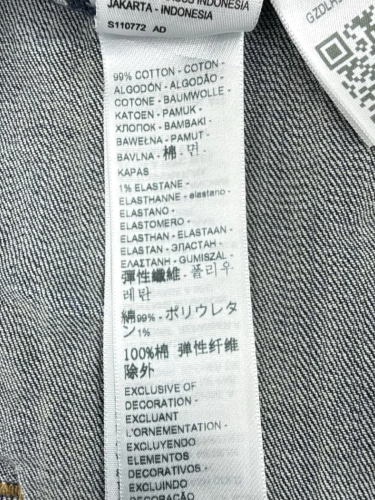 JAKARTA - INDONESIA
S110772 AD
99% COTTON - COTON -
ALGODÓN - ALGODÃO -
COTONE - BAUMWOLLE -
KATOEN - PAMUK -
ХЛОПОК - BAMBAKI -
BAWEŁNA - PAMUT -
BAVLNA - 棉 - 면 -
KAPAS
1% ELASTANE -
ELASTHANNE - elastano -
ELASTANO -
ELASTOMERO -
ELASTHAN - ELASTAAN -
ELASTAN - ЭЛАСТАН -
ΕΛΑΣΤΑΝΗ - GUMISZAL -
彈性纖維 - 폴리우
레탄
綿99% - ポリウレタ
ン1%
100%棉 弹性纤维
除外
EXCLUSIVE OF
DECORATION -
EXCLUANT
L'ORNEMENTATION -
EXCLUYENDO
ELEMENTOS
DECORATIVOS -
EXCLUINDO
DECORAÇÃO